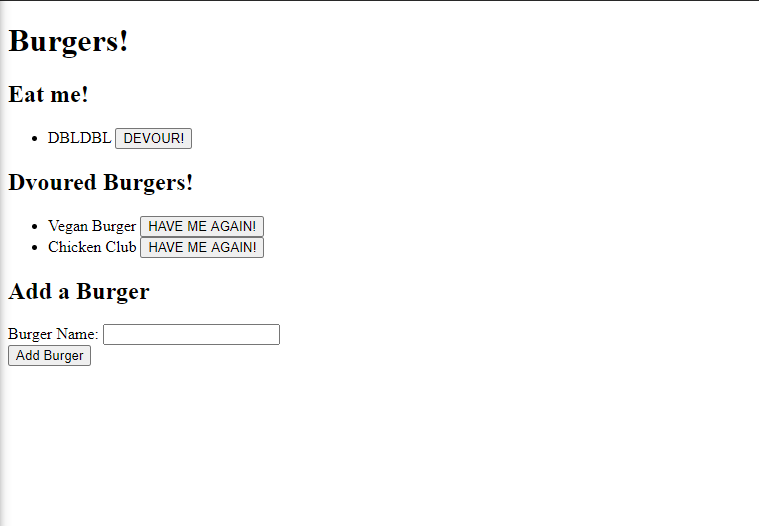 Burgers!
Eat me!
DBLDBL DEVOUR!
Dvoured Burgers!
Vegan Burger HAVE ME AGAIN!
Chicken Club HAVE ME AGAIN!
Add a Burger
Burger Name:
Add Burger